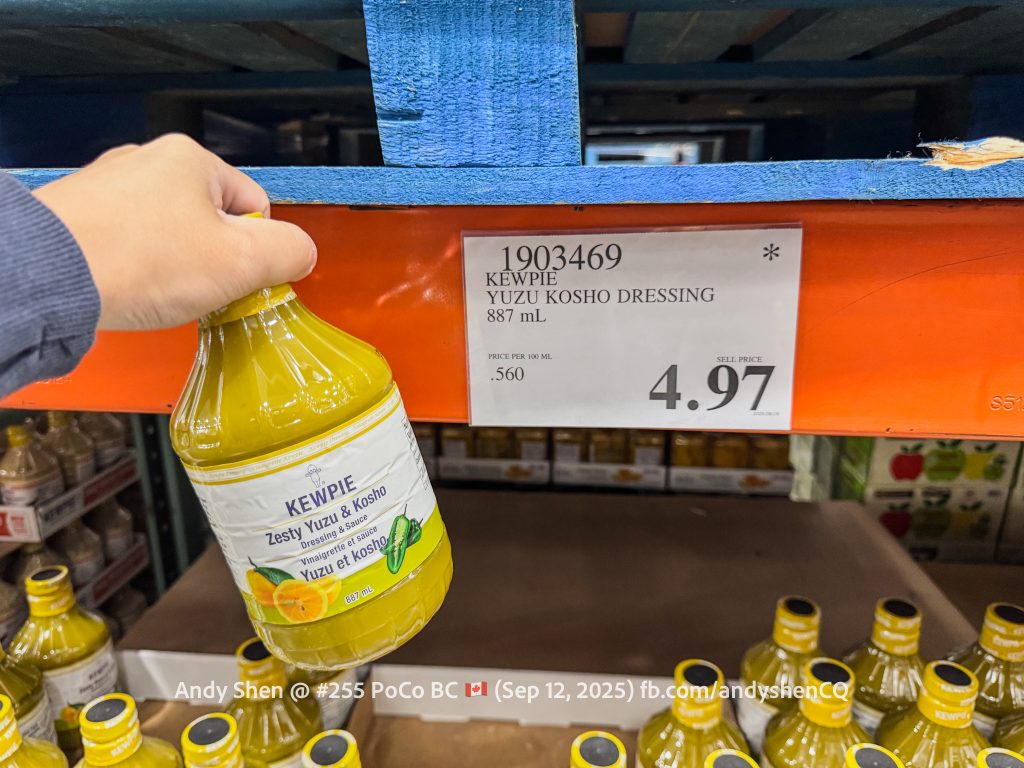 1903469
*
KEWPIE
YUZU KOSHO DRESSING
887 mL
PRICE PER 100 ML
.560
SELL PRICE
4.97
KEWPIE
Zesty Yuzu & Kosho
Dressing & Sauce
Vinaigrette et sauce
Yuzu et kosho
887 mL
Andy Shen @ #255 PoCo BC 🇨🇦 (Sep 12, 2025) fb.com/andyshenCQ